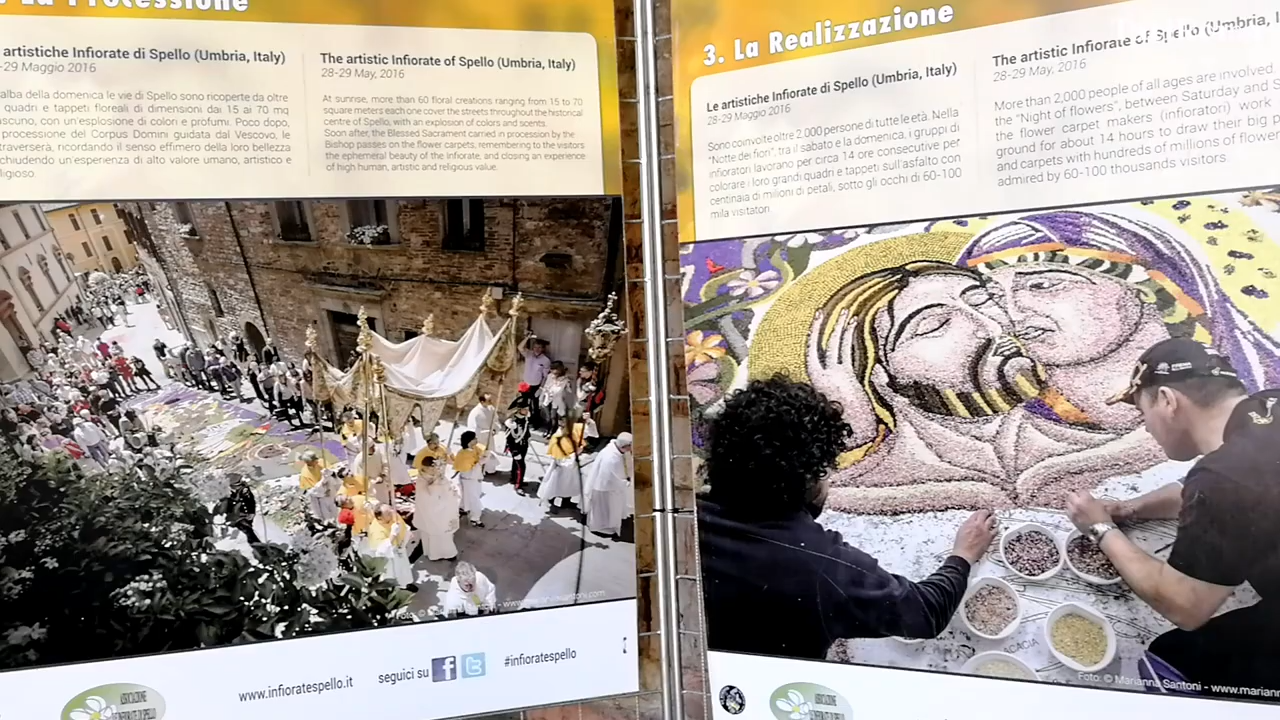 La Processione
artistiche Infiorate di Spello (Umbria, Italy)
-29 Maggio 2016
alba della domenica le vie di Spello sono ricoperte da oltre
quadri e tappeti floreali di dimensioni dai 15 ai 70 mq
ascuno, con un'esplosione di colori e profumi. Poco dopo,
processione del Corpus Domini guidata dal Vescovo, le
traverserà, ricordando il senso effimero della loro bellezza
chiudendo un'esperienza di alto valore umano, artistico e
ligioso.
The artistic Infiorate of Spello (Umbria, Italy)
28-29 May, 2016
At sunrise, more than 60 floral creations ranging from 15 to 70
square meters each one cover the streets throughout the historical
centre of Spello, with an explosion of colors and scents.
Soon after, the Blessed Sacrament carried in procession by the
Bishop passes on the flower carpets, remembering to the visitors
the ephemeral beauty of the infiorate, and closing an experience
of high human, artistic and religious value.
www.infioratespello.it
seguici su
#infioratespello
3. La Realizzazione
Le artistiche Infiorate di Spello (Umbria, Italy)
28-29 Maggio 2016
Sono coinvolte oltre 2.000 persone di tutte le età. Nella
"Notte dei fiori", tra il sabato e la domenica, i gruppi di
infioratori lavorano per circa 14 ore consecutive per
colorare i loro grandi quadri e tappeti sull'asfalto con
centinaia di milioni di petali, sotto gli occhi di 60-100
mila visitatori
The artistic Infiorate of Spello (Umbria, I
28-29 May, 2016
More than 2,000 people of all ages are involved.
the "Night of flowers", between Saturday and S
the flower carpet makers (infioratori) work
ground for about 14 hours to draw their big p
and carpets with hundreds of millions of flowe
admired by 60-100 thousands visitors.
ACACIA
Foto: © Marianna Santoni - www.mariann